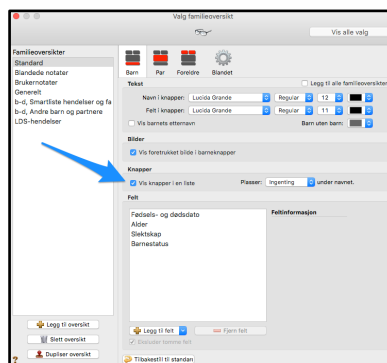 Valg familieoversikt
Vis alle valg
Familieoversikter
Standard
Blandede notater
Brukernotater
Generelt
b-d, Smartliste hendelser og fa
b-d, Andre barn og partnere
LDS-hendelser
Barn Par Foreldre Blandet
Tekst
Legg til alle familieoversikter
Navn i knapper: Lucida Grande Regular 12
Felt i knapper: Lucida Grande Regular 11
Vis barnets etternavn
Barn uten barn:
Bilder
Vis foretrukket bilde i barneknapper
Knapper
Vis knapper i en liste
Plasser: Ingenting under navnet.
Felt
Fødsels- og dødsdato
Alder
Slektskap
Barnestatus
Feltinformasjon
Legg til felt
Fjern felt
Ekskluder tomme felt
Legg til oversikt
Slett oversikt
Dupliser oversikt
?
Tilbakestill til standan